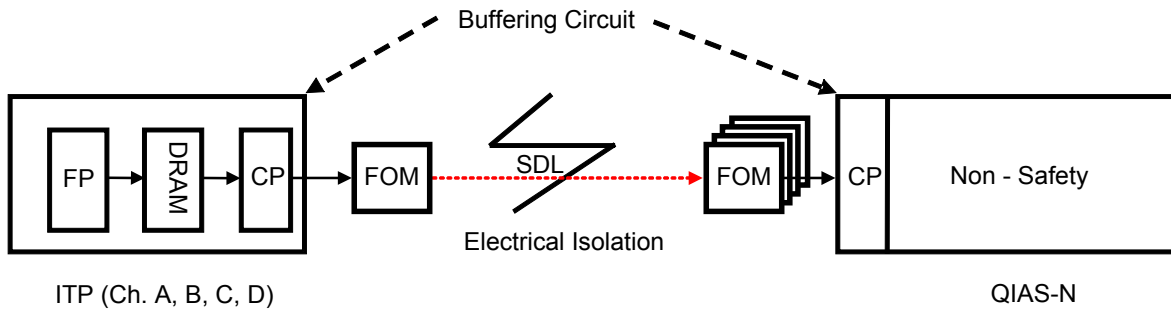 Buffering Circuit
FP
DRAM
CP
FOM
SDL
FOM
CP
Non - Safety
Electrical Isolation
ITP (Ch. A, B, C, D)
QIAS-N